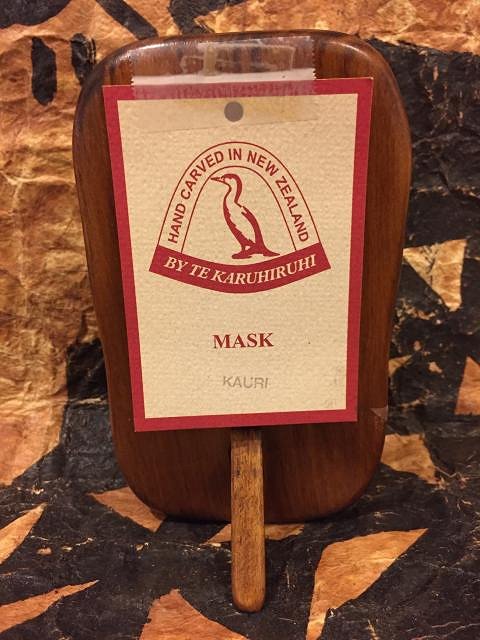 HAND CARVED IN NEW ZEALAND
BY TE KARUHIRUHI
MASK
KAURI